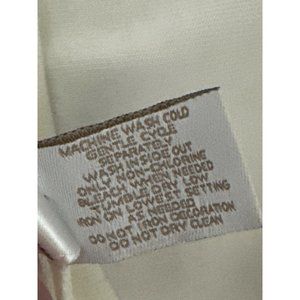 MACHINE WASH COLD
GENTLE CYCLE
SEPARATELY
WASH INSIDE OUT
ONLY NON-CHLORINE
BLEACH WHEN NEEDED
TUMBLE DRY LOW
IRON ON LOWEST SETTING
AS NEEDED
DO NOT IRON DECORATION
DO NOT DRY CLEAN